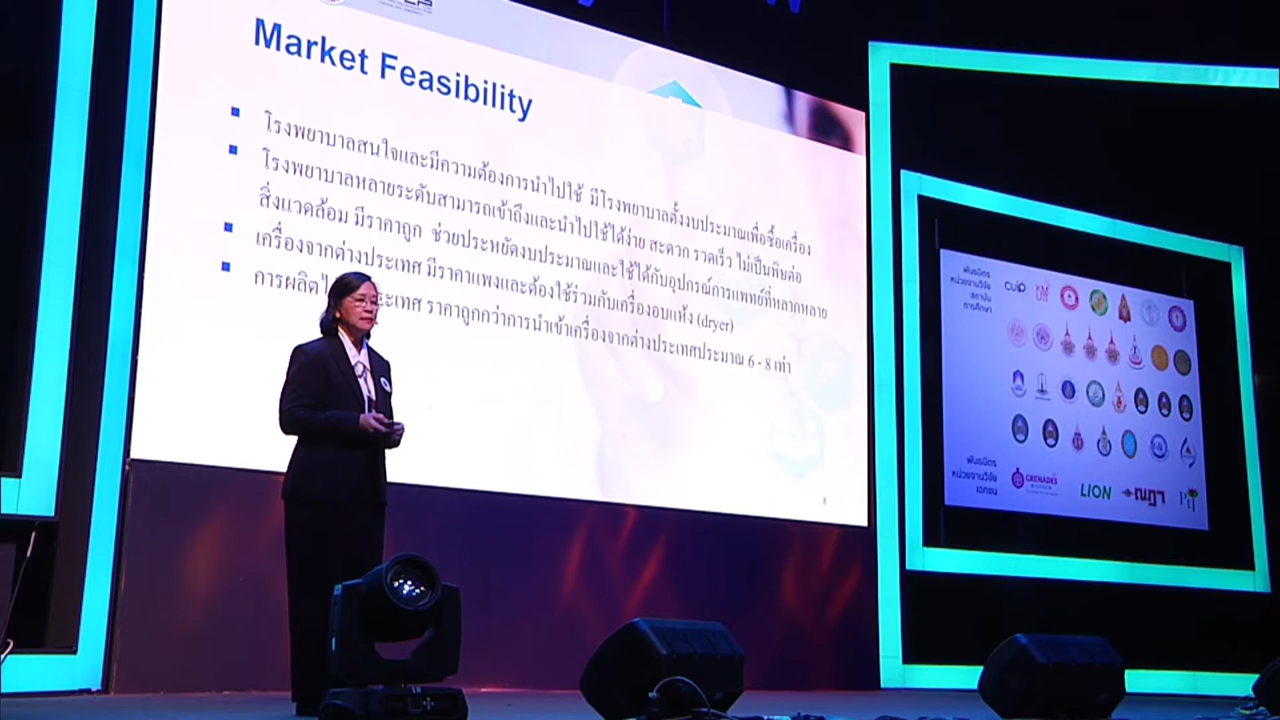 Market Feasibility
โรงพยาบาลสนใจและมีความต้องการนำไปใช้ มีโรงพยาบาลตั้งงบประมาณเพื่อซื้อเครื่อง
โรงพยาบาลหลายระดับสามารถเข้าถึงและนำไปใช้ได้ง่าย สะดวก รวดเร็ว ไม่เป็นพิษต่อ
สิ่งแวดล้อม มีราคาถูก ช่วยประหยัดงบประมาณและใช้ได้กับอุปกรณ์การแพทย์ที่หลากหลาย
เครื่องจากต่างประเทศ มีราคาแพงและต้องใช้ร่วมกับเครื่องอบแห้ง (dryer)
การผลิต ประเทศ ราคาถูกกว่าการนำเข้าเครื่องจากต่างประเทศประมาณ 6 - 8 เท่า
8
พันธมิตร
หน่วยงานวิจัย
สถาบัน
การศึกษา
พันธมิตร
หน่วยงานวิจัย
เอกชน
GRENADES
LION